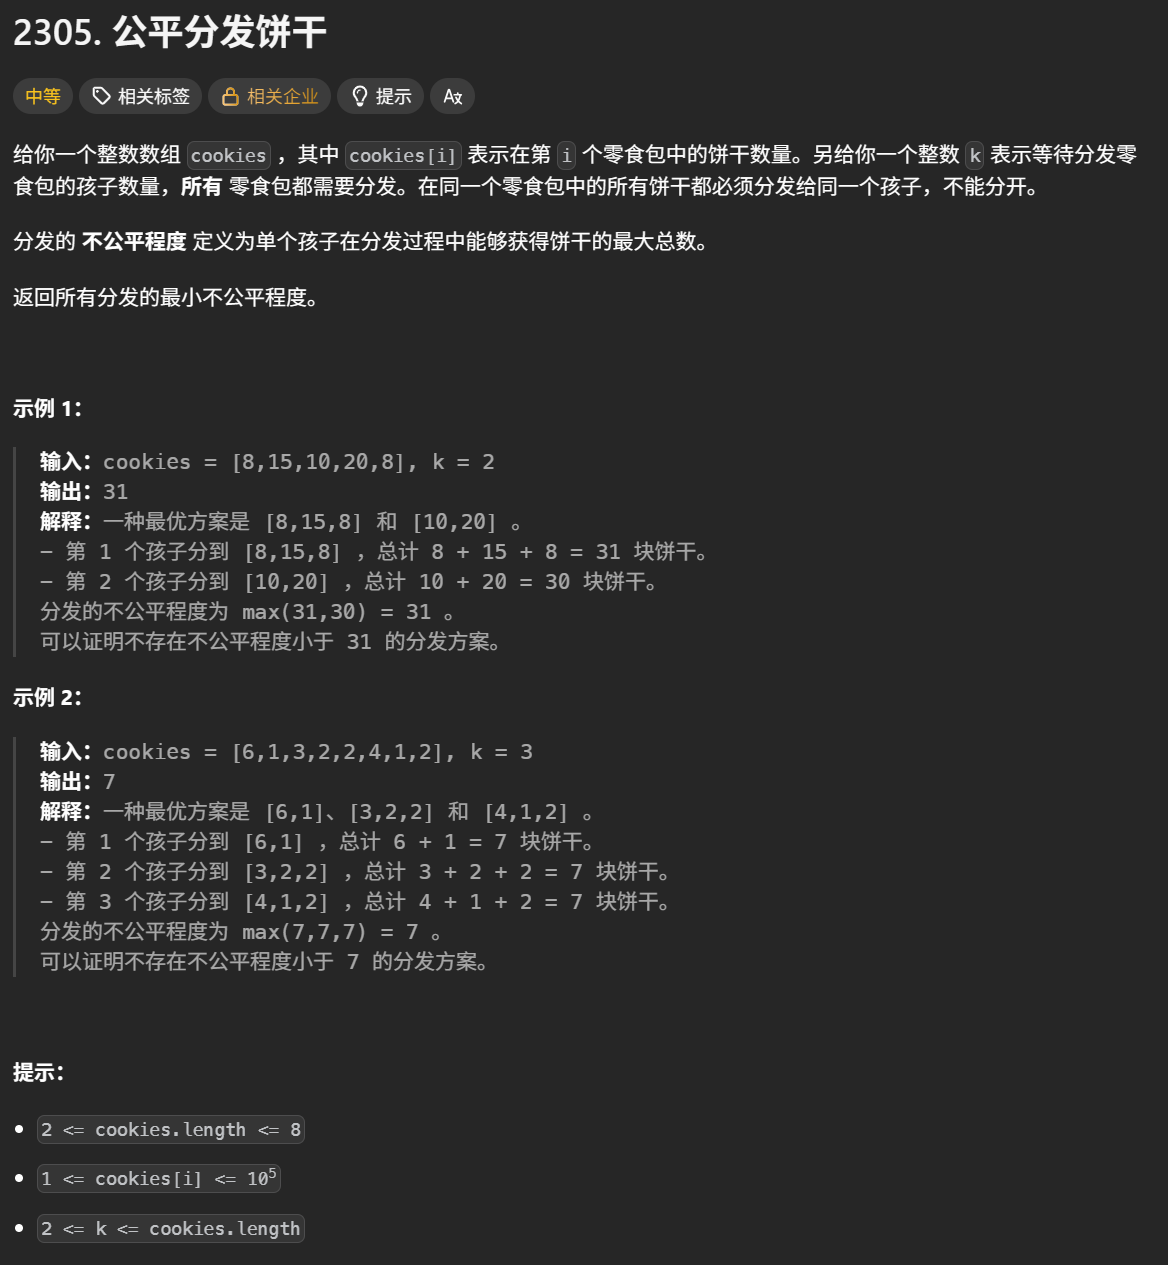 2305. 公平分发饼干
中等 相关标签 相关企业 提示 A文
给你一个整数数组 cookies ，其中 cookies[i] 表示在第 i 个零食包中的饼干数量。另给你一个整数 k 表示等待分发零
食包的孩子数量，所有 零食包都需要分发。在同一个零食包中的所有饼干都必须分发给同一个孩子，不能分开。
分发的 不公平程度 定义为单个孩子在分发过程中能够获得饼干的最大总数。
返回所有分发的最小不公平程度。
示例 1：
输入：cookies = [8,15,10,20,8], k = 2
输出：31
解释：一种最优方案是 [8,15,8] 和 [10,20] 。
- 第 1 个孩子分到 [8,15,8] ，总计 8 + 15 + 8 = 31 块饼干。
- 第 2 个孩子分到 [10,20] ，总计 10 + 20 = 30 块饼干。
分发的不公平程度为 max(31,30) = 31 。
可以证明不存在不公平程度小于 31 的分发方案。
示例 2：
输入：cookies = [6,1,3,2,2,4,1,2], k = 3
输出：7
解释：一种最优方案是 [6,1]、[3,2,2] 和 [4,1,2] 。
- 第 1 个孩子分到 [6,1] ，总计 6 + 1 = 7 块饼干。
- 第 2 个孩子分到 [3,2,2] ，总计 3 + 2 + 2 = 7 块饼干。
- 第 3 个孩子分到 [4,1,2] ，总计 4 + 1 + 2 = 7 块饼干。
分发的不公平程度为 max(7,7,7) = 7 。
可以证明不存在不公平程度小于 7 的分发方案。
提示：
• 2 <= cookies.length <= 8
• 1 <= cookies[i] <= 10⁵
• 2 <= k <= cookies.length